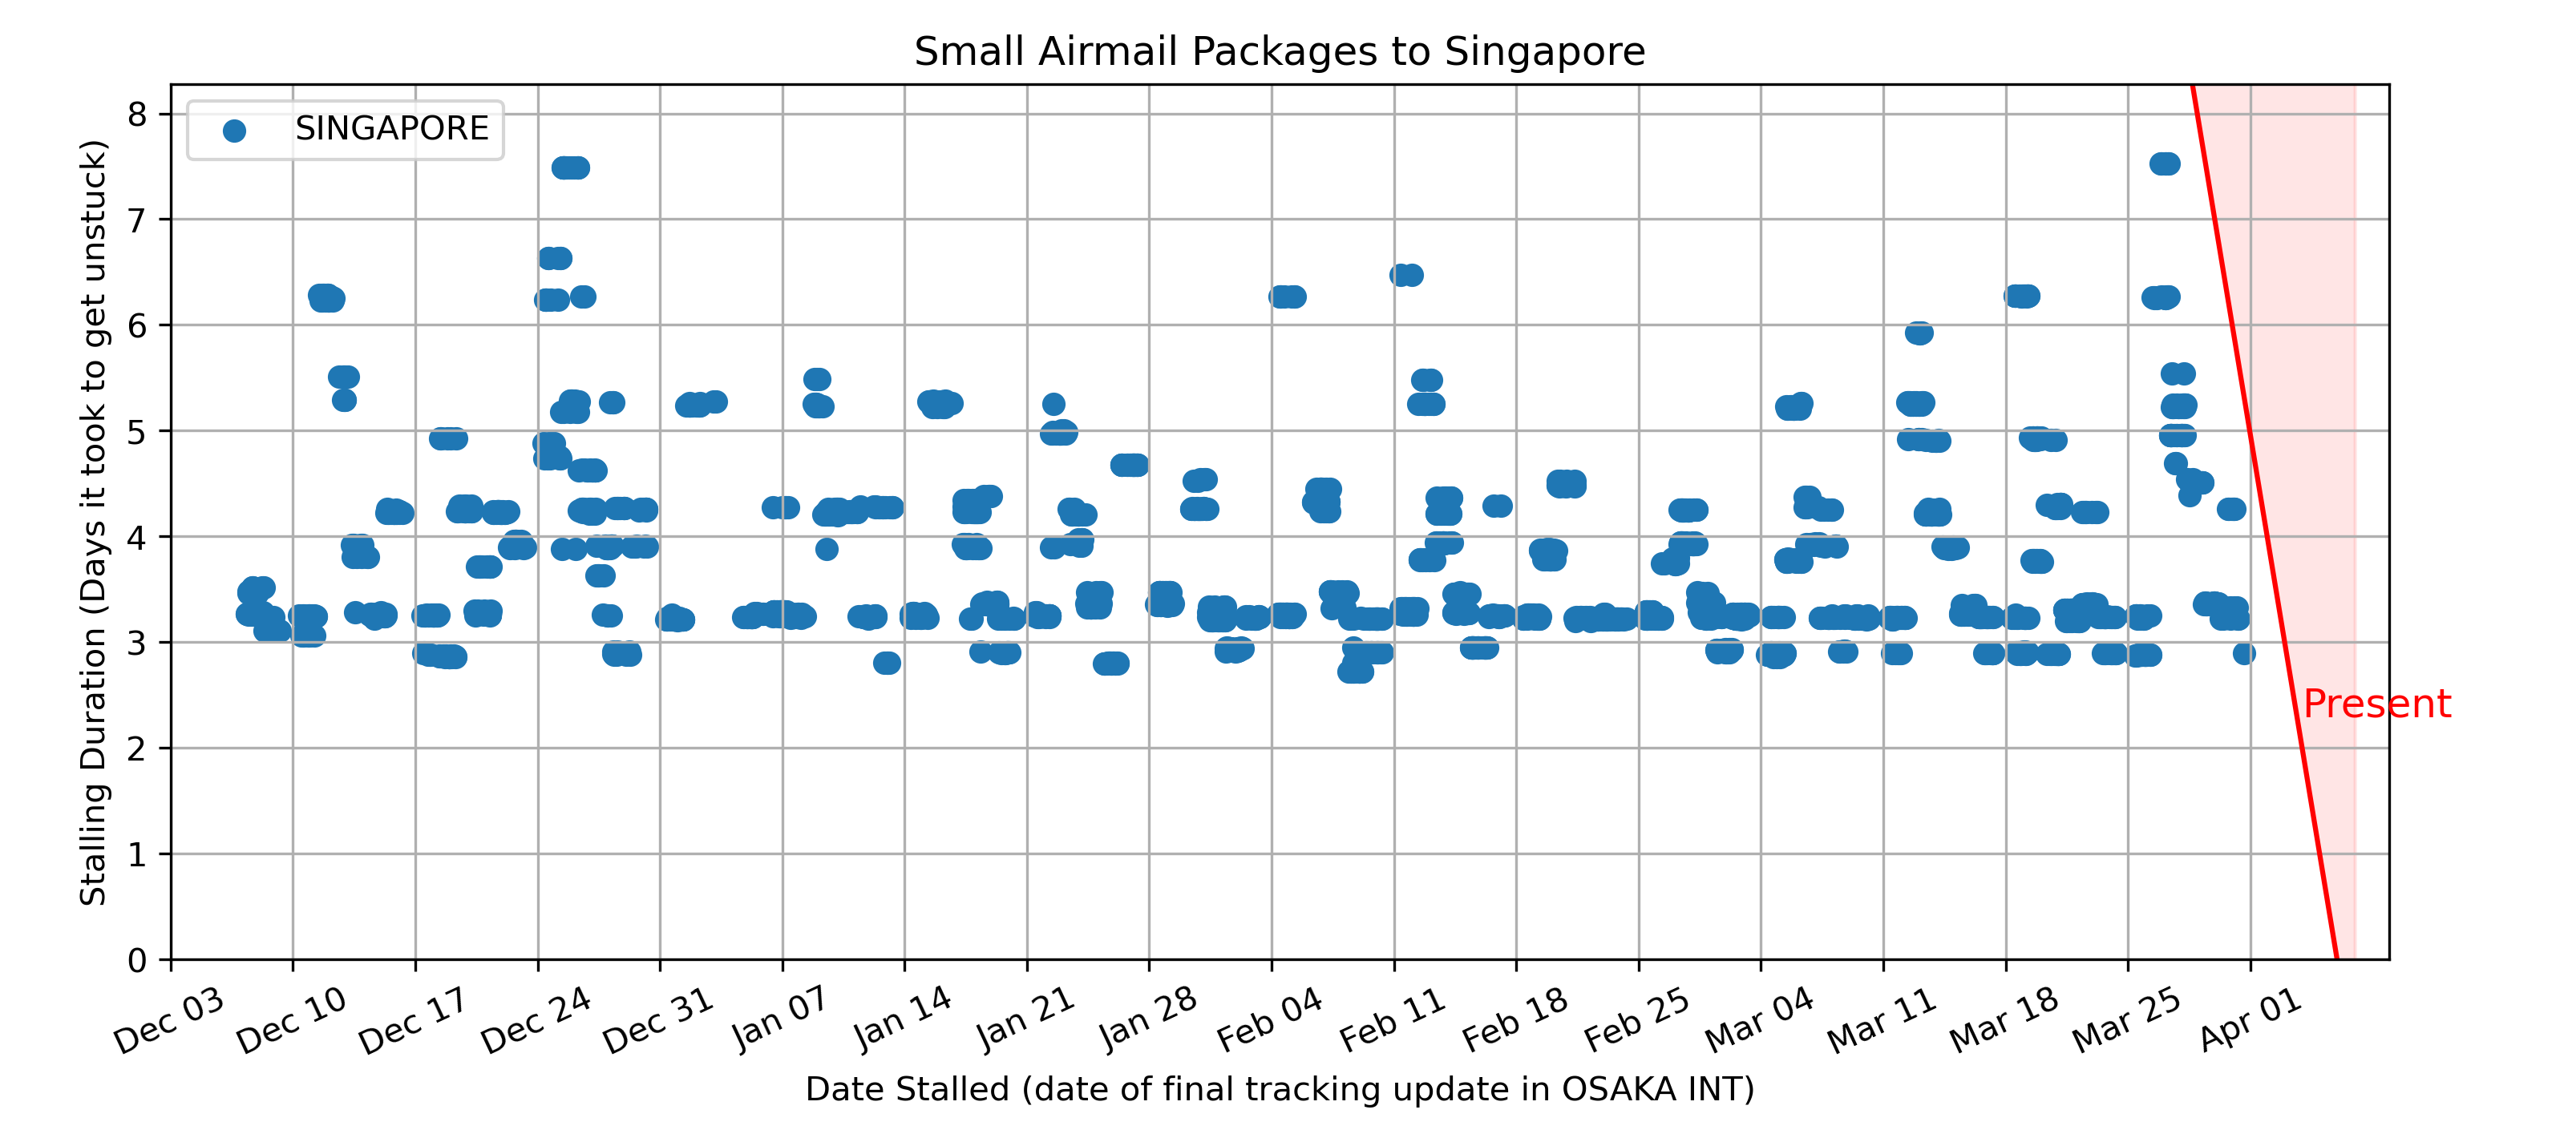 Small Airmail Packages to Singapore
SINGAPORE
Stalling Duration (Days it took to get unstuck)
8
7
6
5
4
3
2
1
0
Present
Dec 03
Dec 10
Dec 17
Dec 24
Dec 31
Jan 07
Jan 14
Jan 21
Jan 28
Feb 04
Feb 11
Feb 18
Feb 25
Mar 04
Mar 11
Mar 18
Mar 25
Apr 01
Date Stalled (date of final tracking update in OSAKA INT)